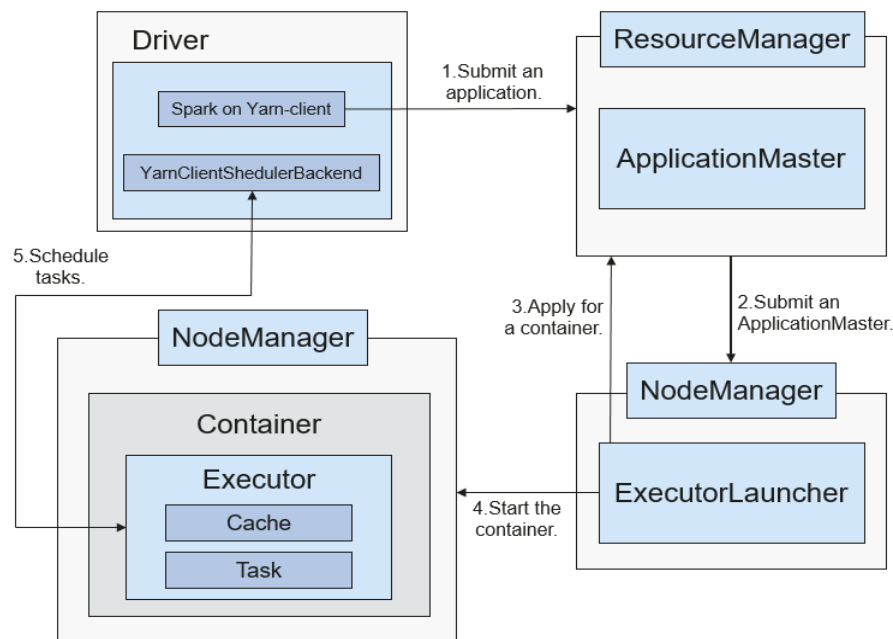 Driver
Spark on Yarn-client
YarnClientShedulerBackend
1.Submit an
application.
ResourceManager
ApplicationMaster
5.Schedule
tasks.
3.Apply for
a container.
2.Submit an
ApplicationMaster.
NodeManager
Container
Executor
Cache
Task
4.Start the
container.
NodeManager
ExecutorLauncher